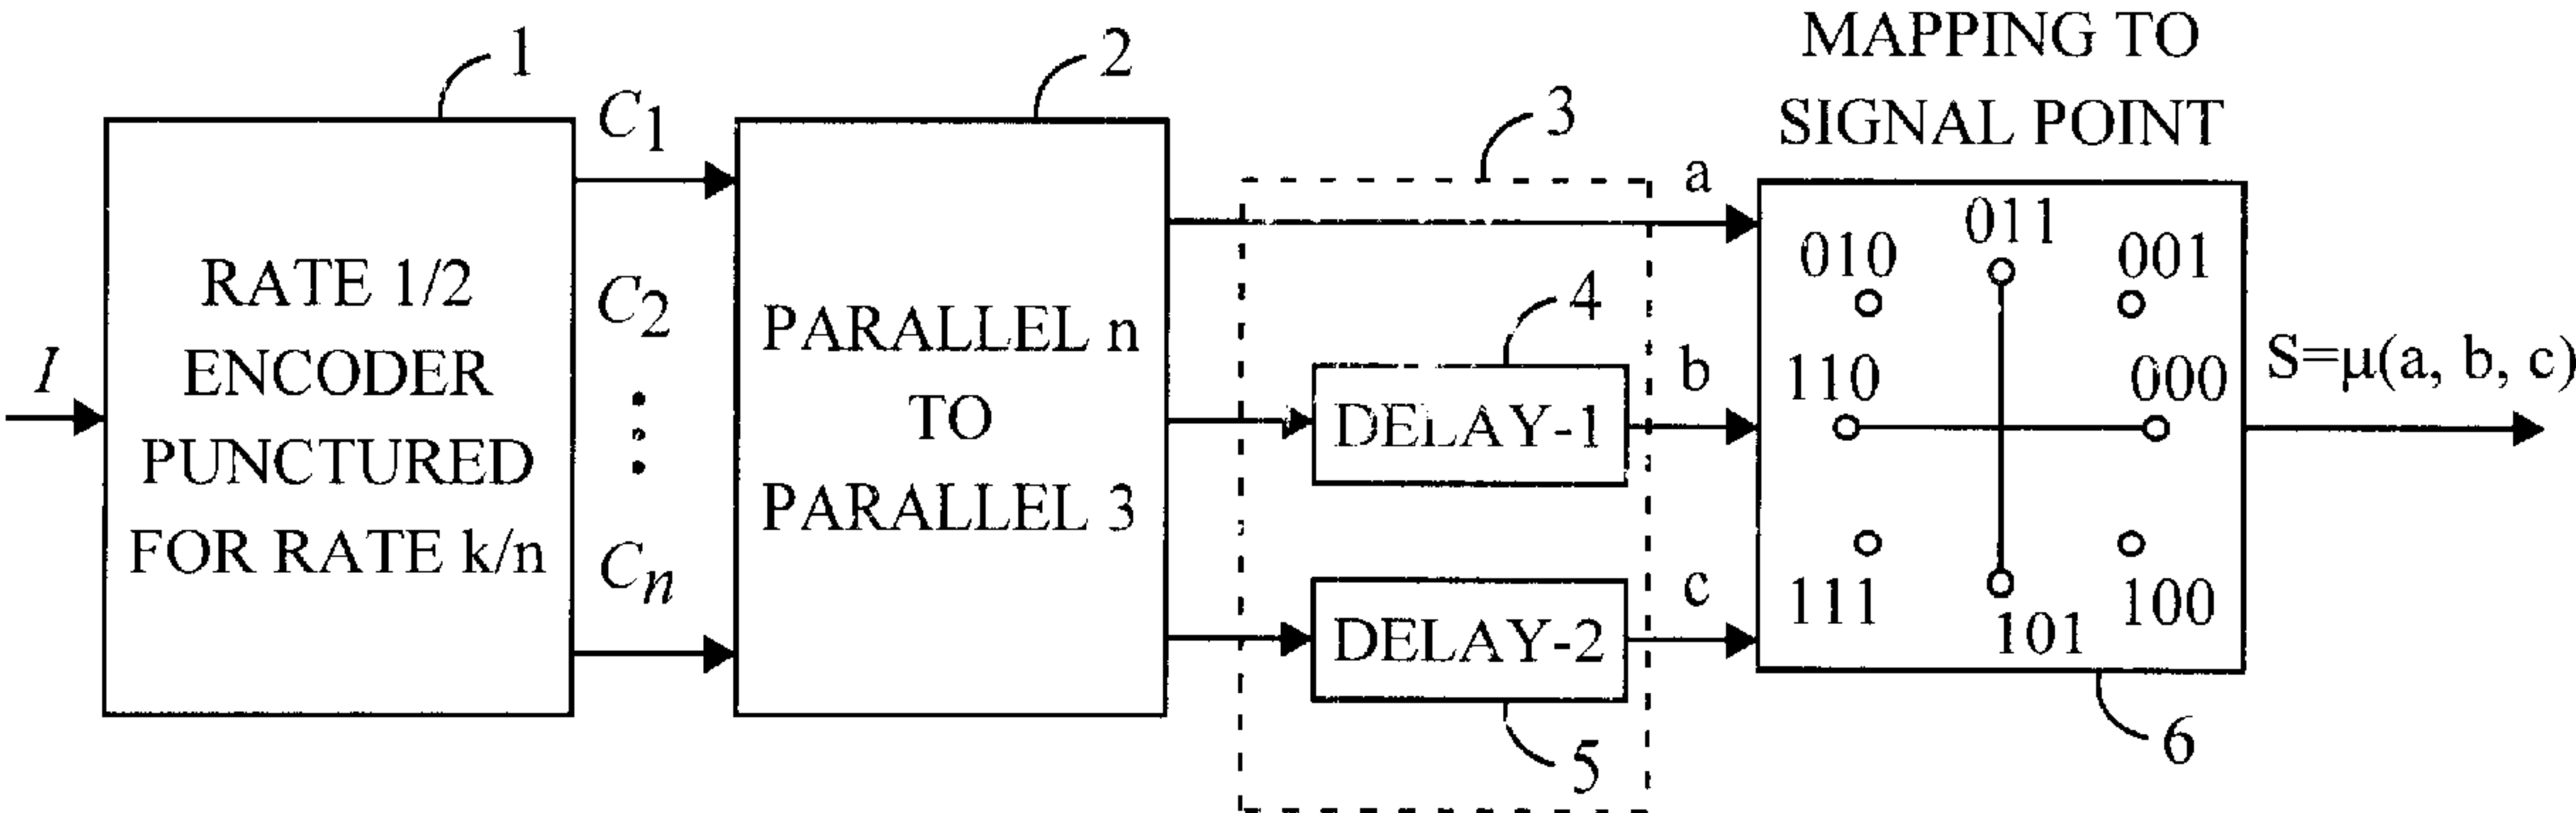 1
RATE 1/2
ENCODER
PUNCTURED
FOR RATE k/n
I
C1
C2
Cn
2
PARALLEL n
TO
PARALLEL 3
3
4
DELAY-1
DELAY-2
5
a
b
c
MAPPING TO
SIGNAL POINT
010
011
001
110
000
111
101
100
6
S=μ(a, b, c)